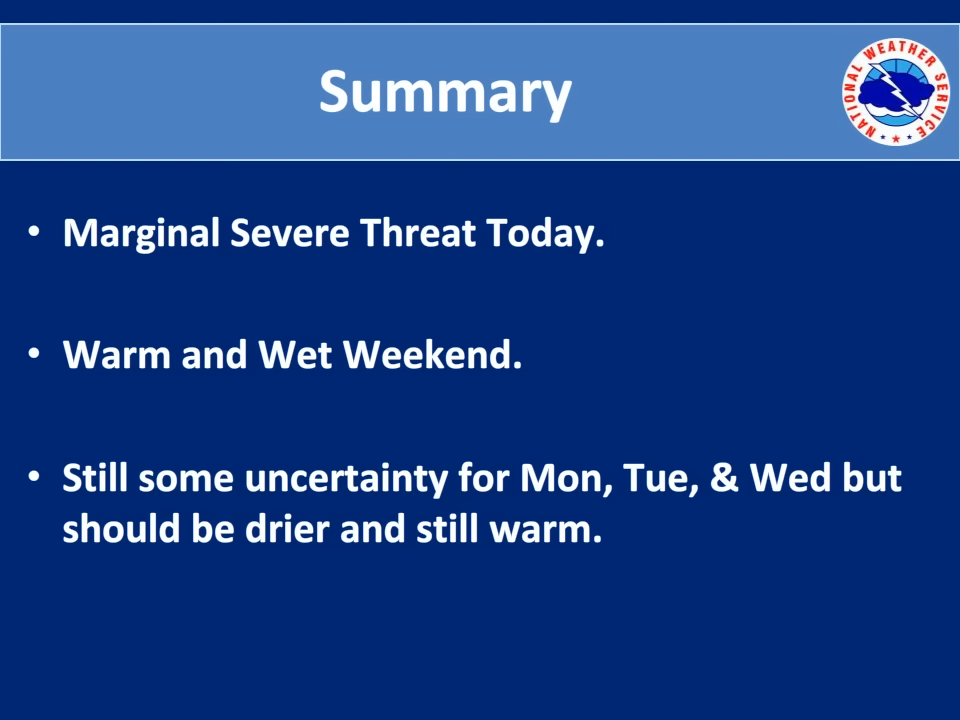 Summary
NATIONAL WEATHER SERVICE
• Marginal Severe Threat Today.
• Warm and Wet Weekend.
• Still some uncertainty for Mon, Tue, & Wed but
should be drier and still warm.